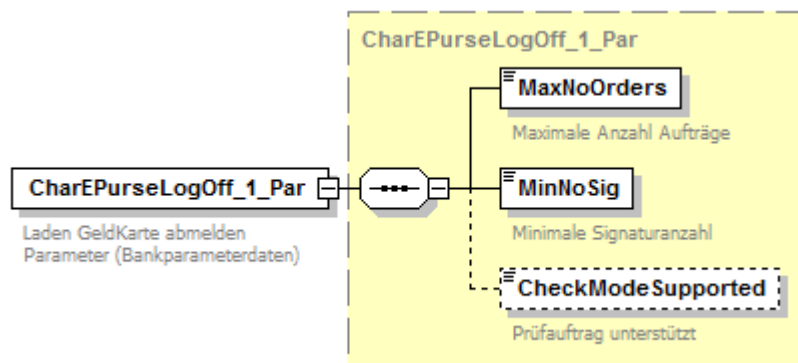 CharEPurseLogOff_1_Par
MaxNoOrders
Maximale Anzahl Aufträge
CharEPurseLogOff_1_Par
Laden GeldKarte abmelden
Parameter (Bankparameterdaten)
MinNoSig
Minimale Signaturanzahl
CheckModeSupported
Prüfauftrag unterstützt